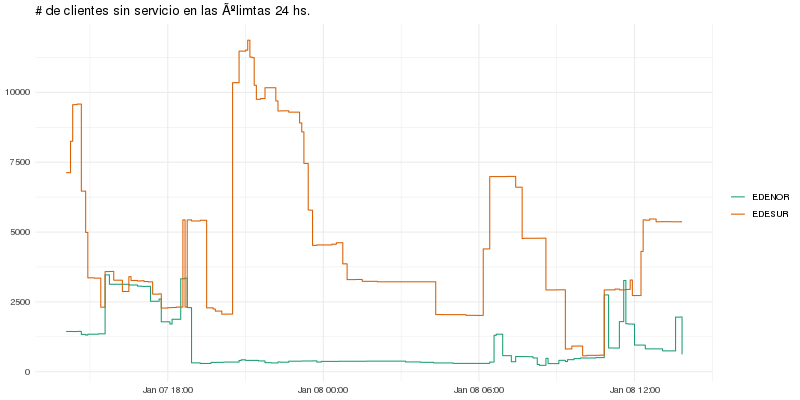 # de clientes sin servicio en las Ãºlimtas 24 hs.
10000
7500
5000
2500
0
EDENOR
EDESUR
Jan 07 18:00
Jan 08 00:00
Jan 08 06:00
Jan 08 12:00